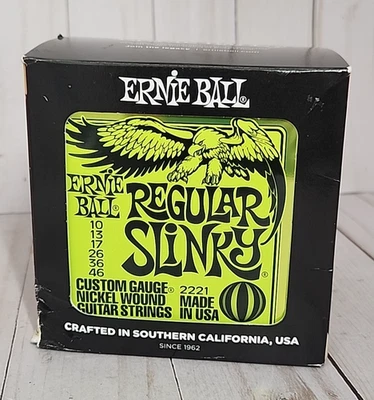 ERNIE BALL®
ERNIE
BALL®
REGULAR
SLINKY®
10
13
17
26
36
46
CUSTOM GAUGE®
NICKEL WOUND
GUITAR STRINGS
2221
MADE
IN USA
CRAFTED IN SOUTHERN CALIFORNIA, USA
SINCE 1962